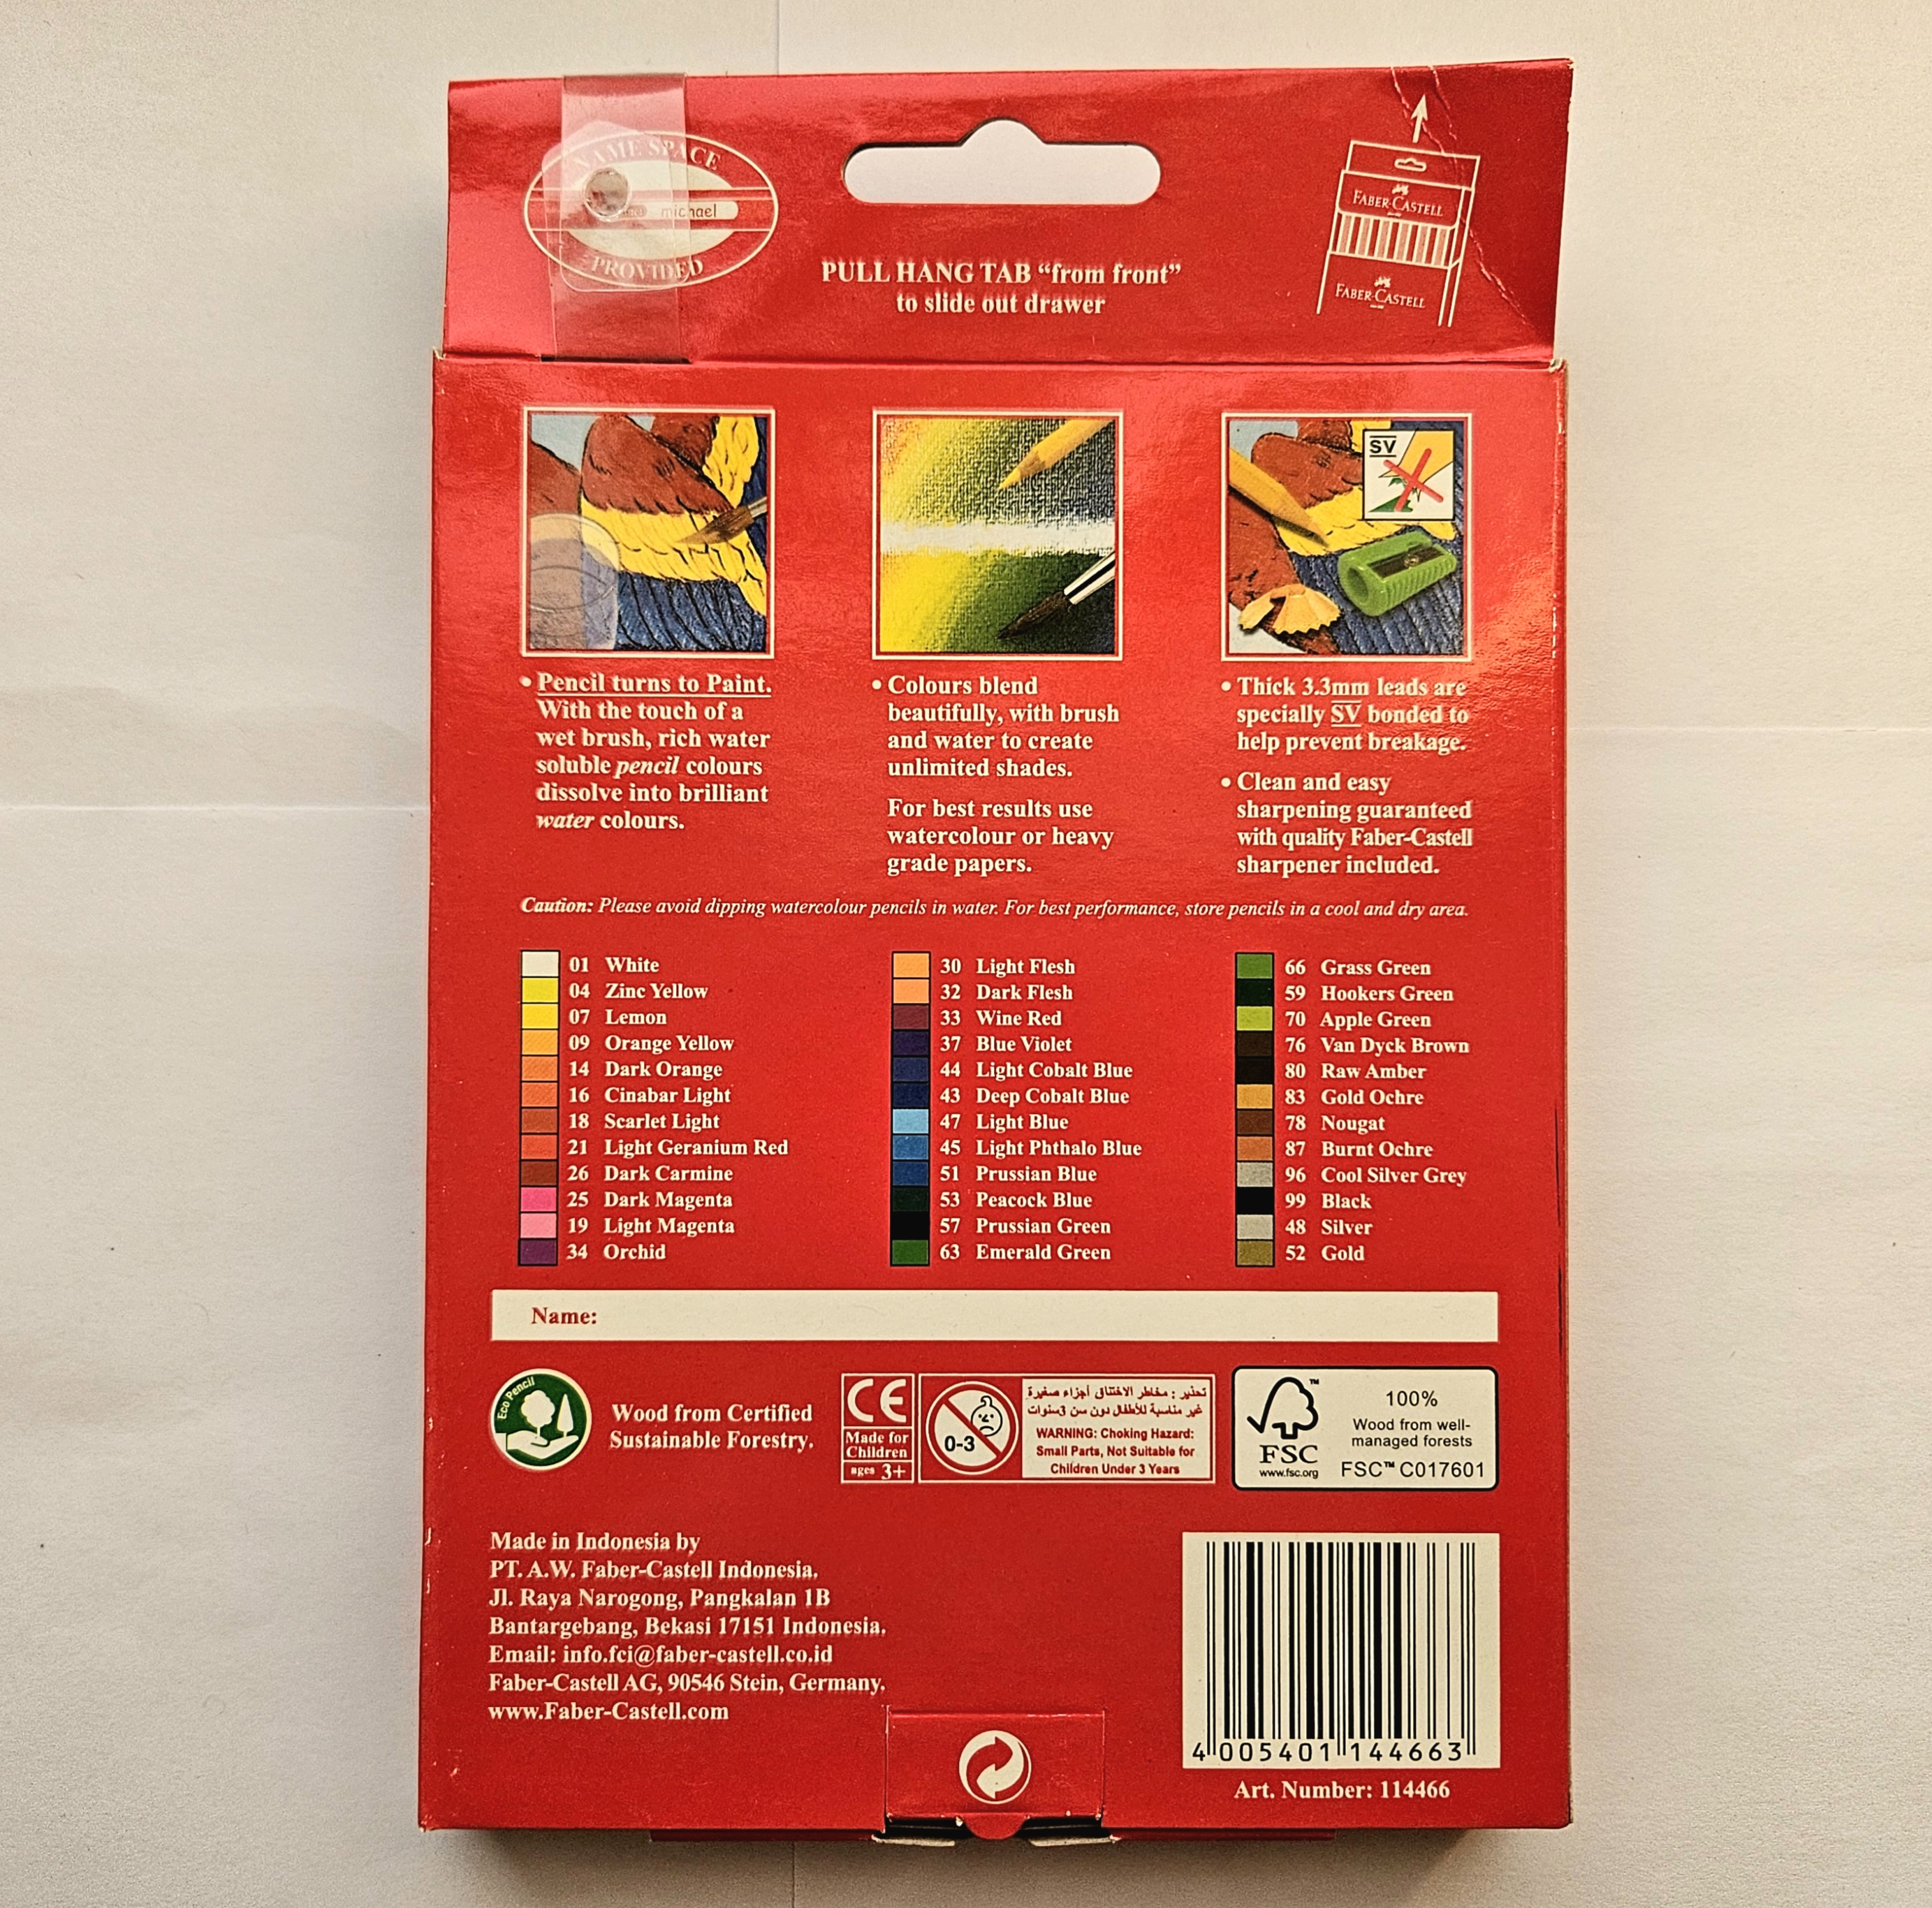 NAME SPACE
michael
PROVIDED
PULL HANG TAB “from front”
to slide out drawer
FABER-CASTELL
FABER-CASTELL
SV
• Pencil turns to Paint.
With the touch of a
wet brush, rich water
soluble pencil colours
dissolve into brilliant
water colours.
• Colours blend
beautifully, with brush
and water to create
unlimited shades.
For best results use
watercolour or heavy
grade papers.
• Thick 3.3mm leads are
specially SV bonded to
help prevent breakage.
• Clean and easy
sharpening guaranteed
with quality Faber-Castell
sharpener included.
Caution: Please avoid dipping watercolour pencils in water. For best performance, store pencils in a cool and dry area.
01 White
04 Zinc Yellow
07 Lemon
09 Orange Yellow
14 Dark Orange
16 Cinabar Light
18 Scarlet Light
21 Light Geranium Red
26 Dark Carmine
25 Dark Magenta
19 Light Magenta
34 Orchid
30 Light Flesh
32 Dark Flesh
33 Wine Red
37 Blue Violet
44 Light Cobalt Blue
43 Deep Cobalt Blue
47 Light Blue
45 Light Phthalo Blue
51 Prussian Blue
53 Peacock Blue
57 Prussian Green
63 Emerald Green
66 Grass Green
59 Hookers Green
70 Apple Green
76 Van Dyck Brown
80 Raw Amber
83 Gold Ochre
78 Nougat
87 Burnt Ochre
96 Cool Silver Grey
99 Black
48 Silver
52 Gold
Name:
Eco Pencil
Wood from Certified
Sustainable Forestry.
CE
Made for
Children
ages 3+
0-3
تحذير : مخاطر الاختناق أجزاء صغيرة
غير مناسبة للأطفال دون سن 3سنوات
WARNING: Choking Hazard:
Small Parts, Not Suitable for
Children Under 3 Years
TM
FSC
www.fsc.org
100%
Wood from well-
managed forests
FSC™ C017601
Made in Indonesia by
PT. A.W. Faber-Castell Indonesia.
Jl. Raya Narogong, Pangkalan 1B
Bantargebang, Bekasi 17151 Indonesia.
Email: info.fci@faber-castell.co.id
Faber-Castell AG, 90546 Stein, Germany.
www.Faber-Castell.com
4 005401 144663
Art. Number: 114466